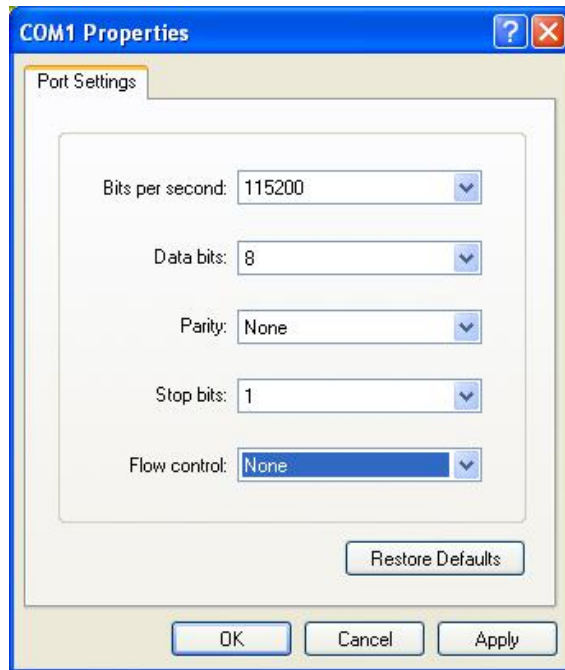 COM1 Properties
Port Settings
Bits per second: 115200
Data bits: 8
Parity: None
Stop bits: 1
Flow control: None
Restore Defaults
OK Cancel Apply